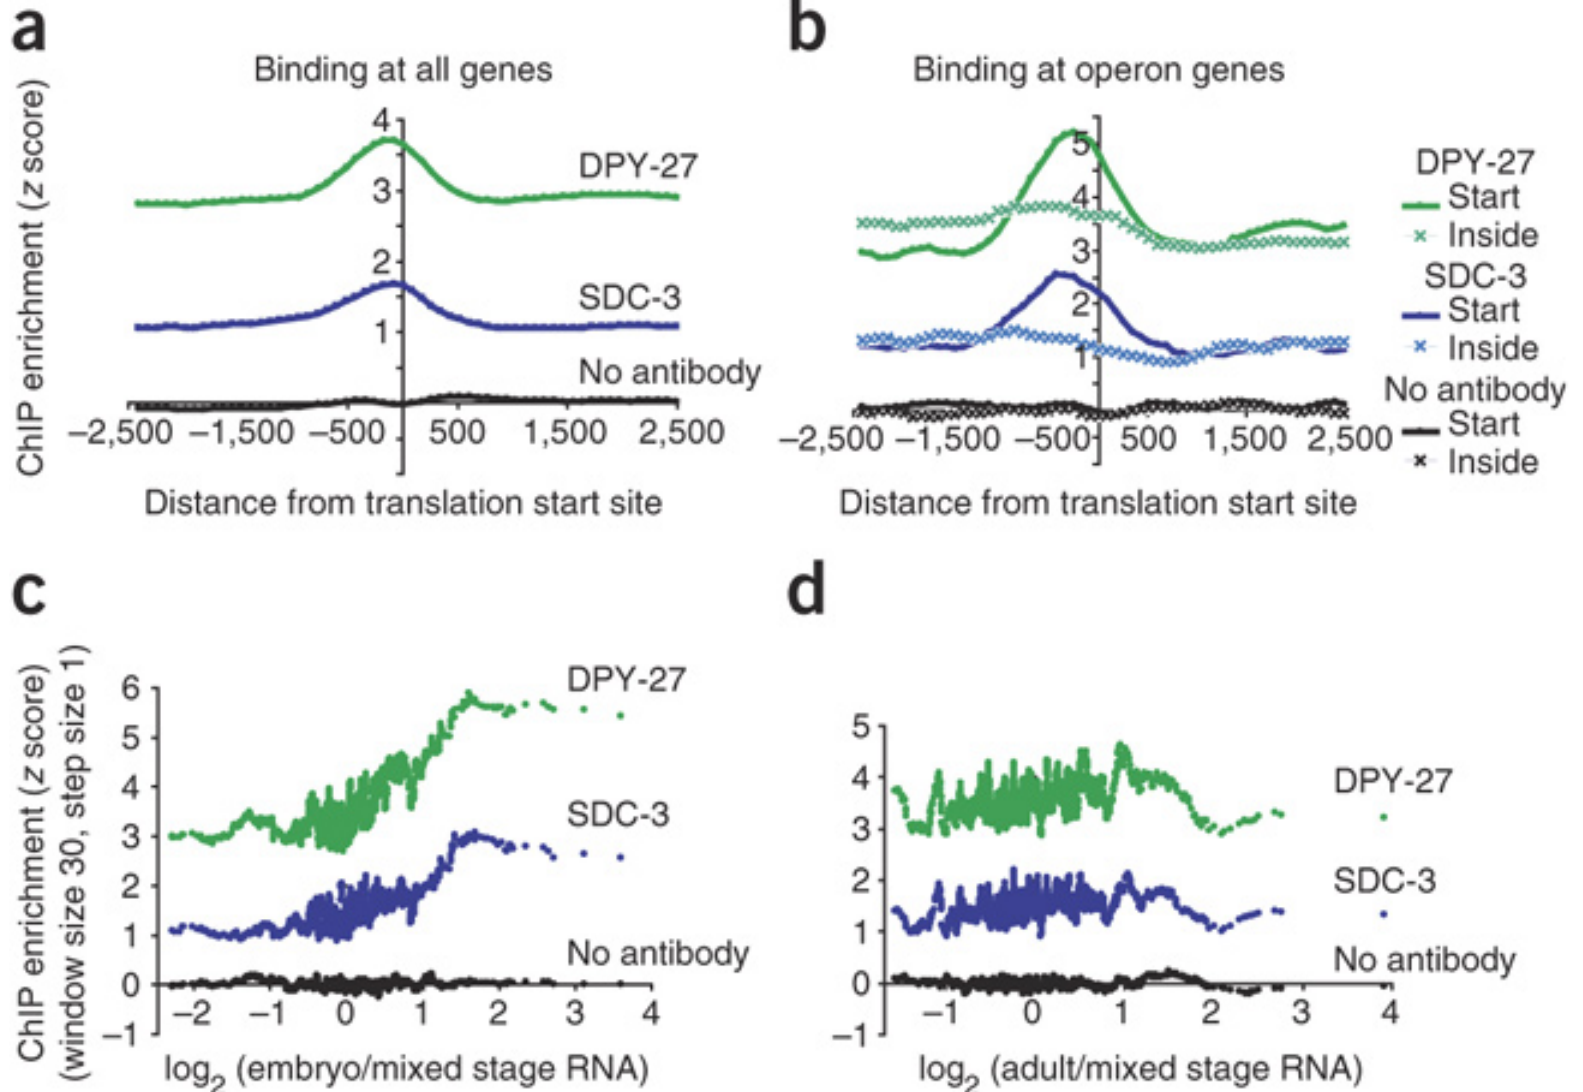 a
Binding at all genes
ChIP enrichment (z score)
4
3
2
1
DPY-27
SDC-3
No antibody
–2,500 –1,500 –500 500 1,500 2,500
Distance from translation start site
b
Binding at operon genes
5
4
3
2
1
–2,500 –1,500 –500 500 1,500 2,500
Distance from translation start site
DPY-27
Start
Inside
SDC-3
Start
Inside
No antibody
Start
Inside
c
ChIP enrichment (z score)
(window size 30, step size 1)
6
5
4
3
2
1
0
–1
DPY-27
SDC-3
No antibody
–2 –1 0 1 2 3 4
log2 (embryo/mixed stage RNA)
d
5
4
3
2
1
0
–1
DPY-27
SDC-3
No antibody
–1 0 1 2 3 4
log2 (adult/mixed stage RNA)